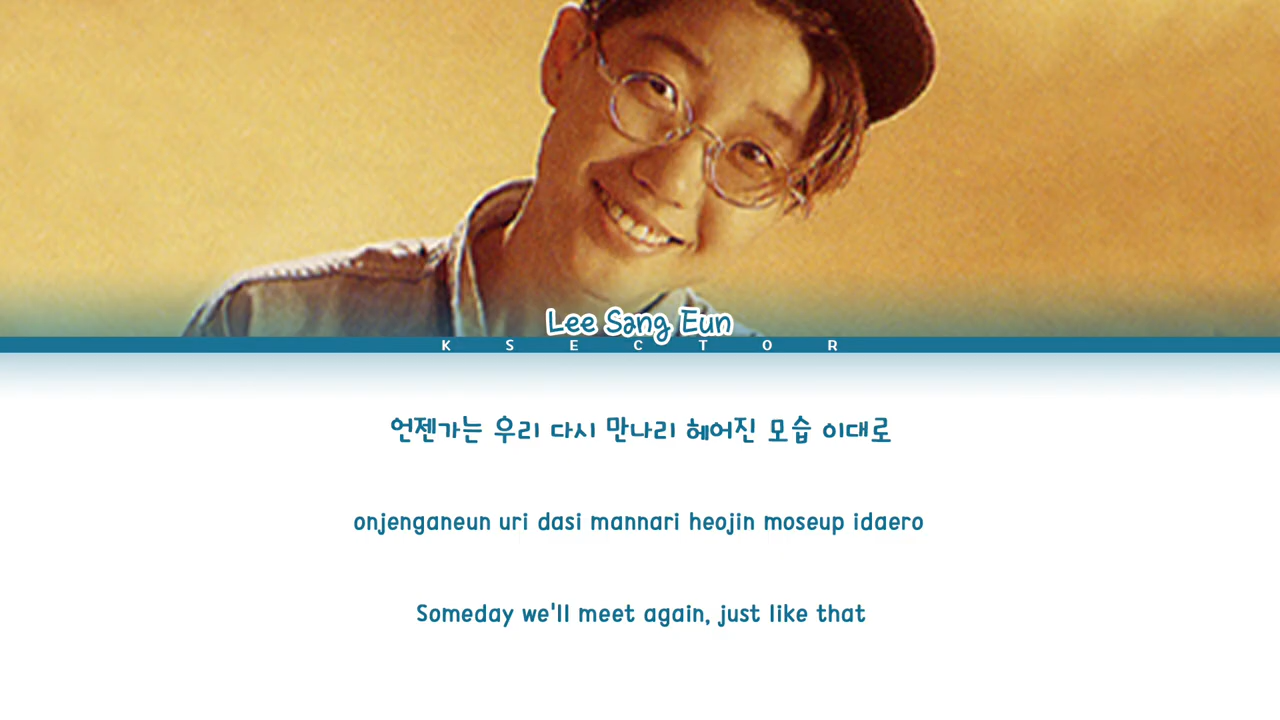 Lee Sang Eun
K S E C T O R
언젠가는 우리 다시 만나리 헤어진 모습 이대로
onjenganeun uri dasi mannari heojin moseup idaero
Someday we'll meet again, just like that